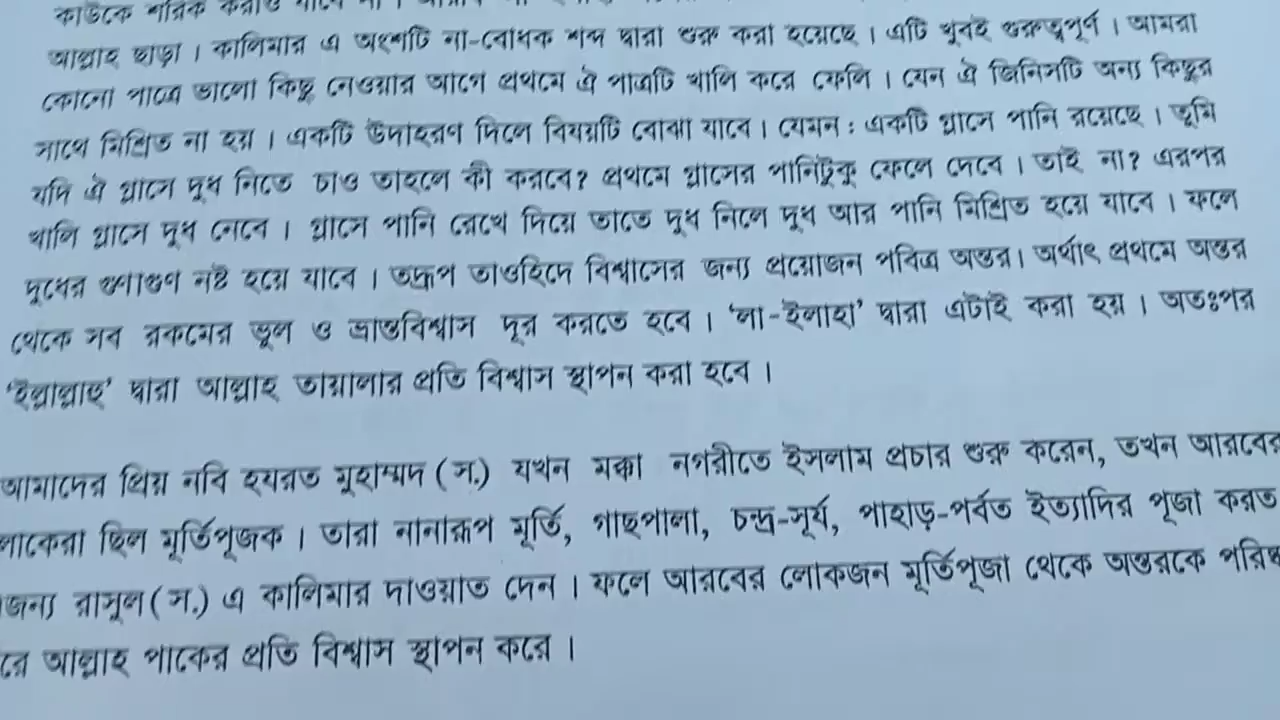 কাউকে শরিক করাও যাবে না।
আল্লাহ ছাড়া। কালিমার এ অংশটি না-বোধক শব্দ দ্বারা শুরু করা হয়েছে। এটি খুবই গুরুত্বপূর্ণ। আমরা
কোনো পাত্রে ভালো কিছু নেওয়ার আগে প্রথমে ঐ পাত্রটি খালি করে ফেলি। যেন ঐ জিনিসটি অন্য কিছুর
সাথে মিশ্রিত না হয়। একটি উদাহরণ দিলে বিষয়টি বোঝা যাবে। যেমন : একটি গ্লাসে পানি রয়েছে। তুমি
যদি ঐ গ্লাসে দুধ নিতে চাও তাহলে কী করবে? প্রথমে গ্লাসের পানিটুকু ফেলে দেবে। তাই না? এরপর
খালি গ্লাসে দুধ নেবে। গ্লাসে পানি রেখে দিয়ে তাতে দুধ নিলে দুধ আর পানি মিশ্রিত হয়ে যাবে। ফলে
দুধের গুণাগুণ নষ্ট হয়ে যাবে। তদ্রূপ তাওহিদে বিশ্বাসের জন্য প্রয়োজন পবিত্র অন্তর। অর্থাৎ প্রথমে অন্তর
থেকে সব রকমের ভুল ও ভ্রান্তবিশ্বাস দূর করতে হবে। ‘লা-ইলাহা’ দ্বারা এটাই করা হয়। অতঃপর
‘ইল্লাল্লাহু’ দ্বারা আল্লাহ তায়ালার প্রতি বিশ্বাস স্থাপন করা হবে।
আমাদের প্রিয় নবি হযরত মুহাম্মদ (স.) যখন মক্কা নগরীতে ইসলাম প্রচার শুরু করেন, তখন আরবের
লোকেরা ছিল মূর্তিপূজক। তারা নানারূপ মূর্তি, গাছপালা, চন্দ্র-সূর্য, পাহাড়-পর্বত ইত্যাদির পূজা করত
জন্য রাসুল (স.) এ কালিমার দাওয়াত দেন। ফলে আরবের লোকজন মূর্তিপূজা থেকে অন্তরকে
রে আল্লাহ পাকের প্রতি বিশ্বাস স্থাপন করে।